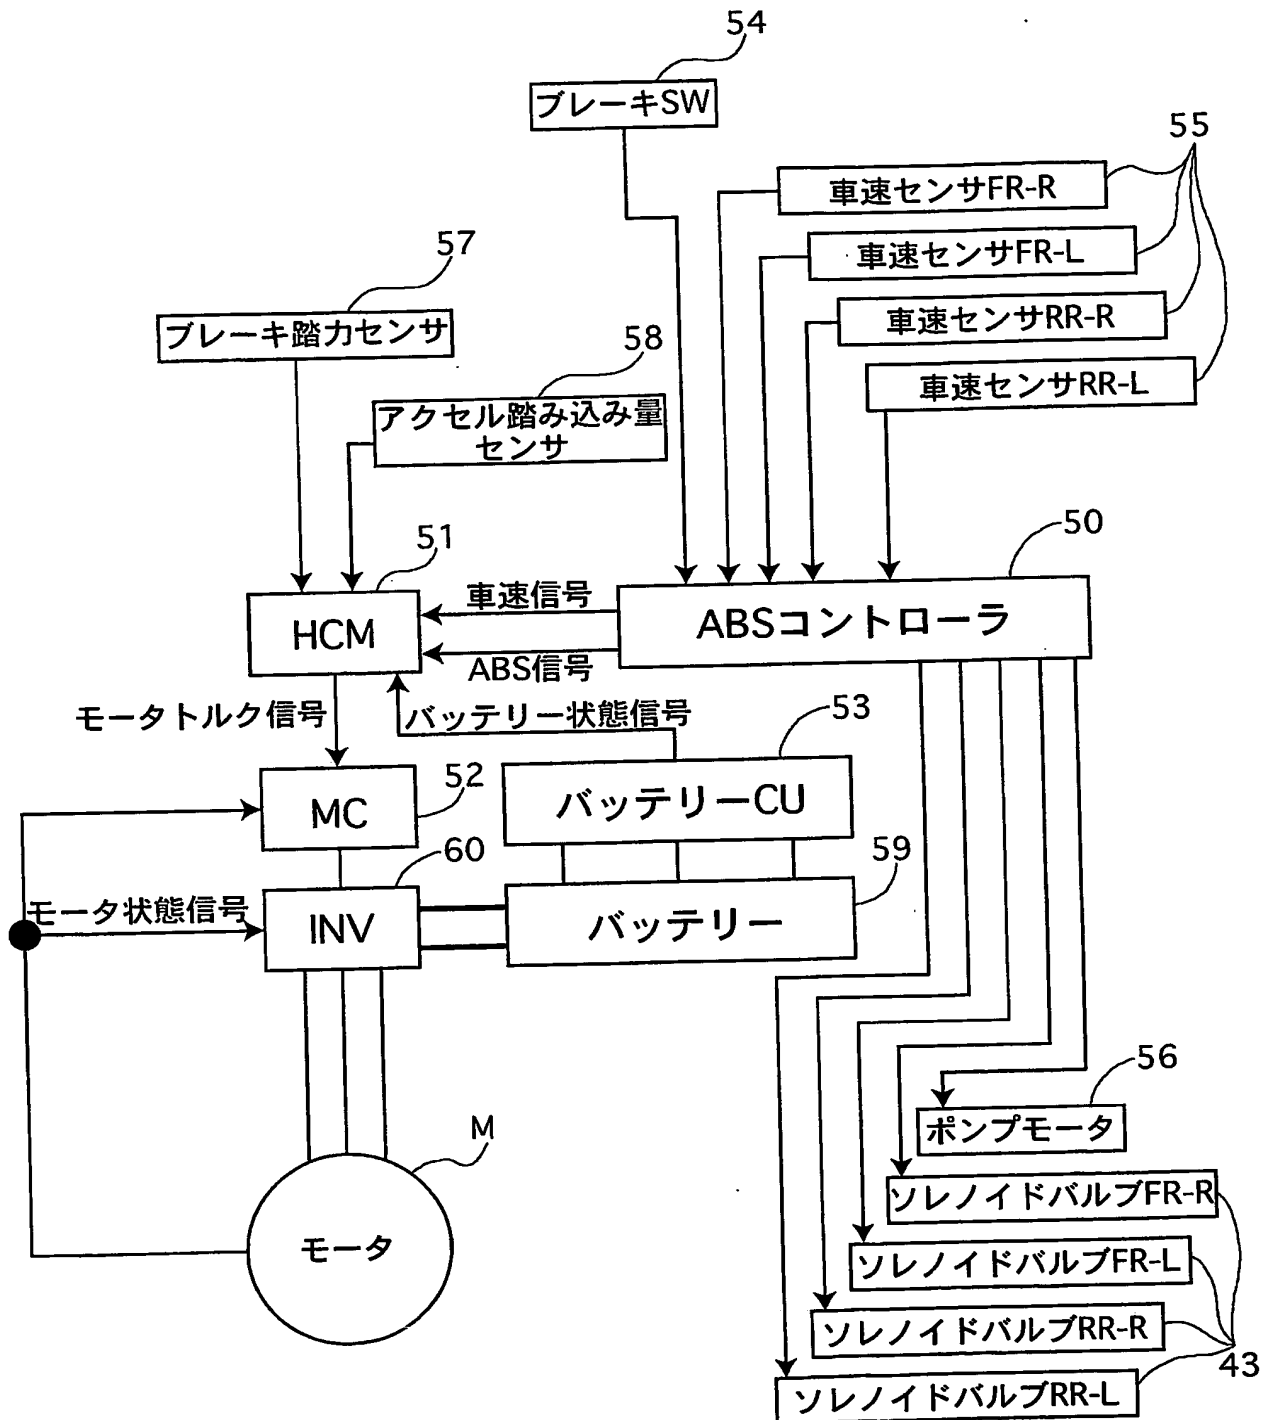 54
ブレーキSW
55
車速センサFR-R
車速センサFR-L
車速センサRR-R
車速センサRR-L
57
ブレーキ踏力センサ
58
アクセル踏み込み量
センサ
51
HCM
50
ABSコントローラ
車速信号
ABS信号
モータトルク信号
バッテリー状態信号
53
バッテリーCU
52
MC
60
INV
59
バッテリー
モータ状態信号
M
モータ
56
ポンプモータ
ソレノイドバルブFR-R
ソレノイドバルブFR-L
ソレノイドバルブRR-R
ソレノイドバルブRR-L
43